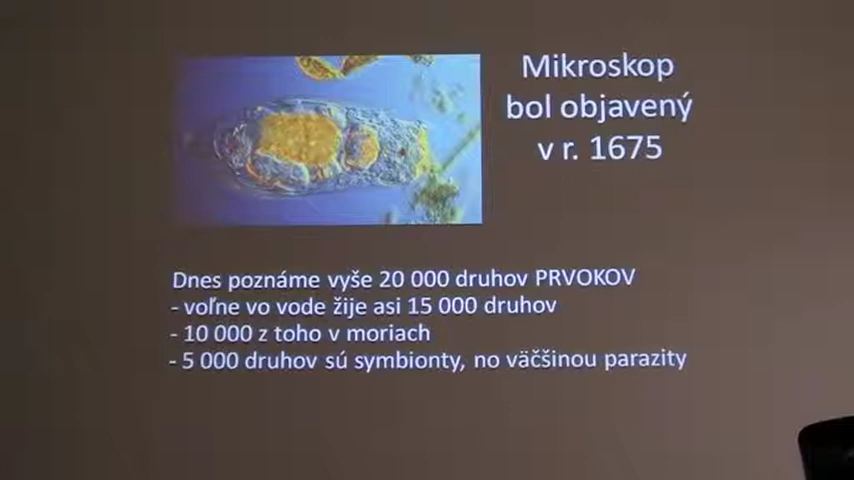 Mikroskop
bol objavený
v r. 1675
Dnes poznáme vyše 20 000 druhov PRVOKOV
- voľne vo vode žije asi 15 000 druhov
- 10 000 z toho v moriach
- 5 000 druhov sú symbionty, no väčšinou parazity